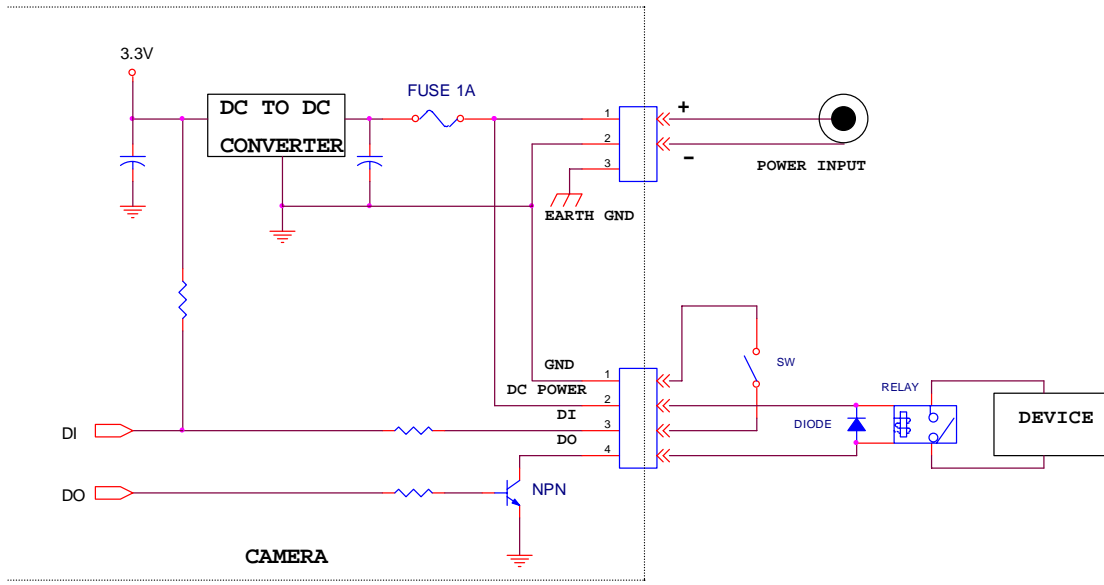 3.3V
FUSE 1A
DC TO DC
CONVERTER
1
2
3
+
-
POWER INPUT
EARTH GND
GND
DC POWER
DI
DO
1
2
3
4
SW
RELAY
DIODE
DEVICE
DI
DO
NPN
CAMERA